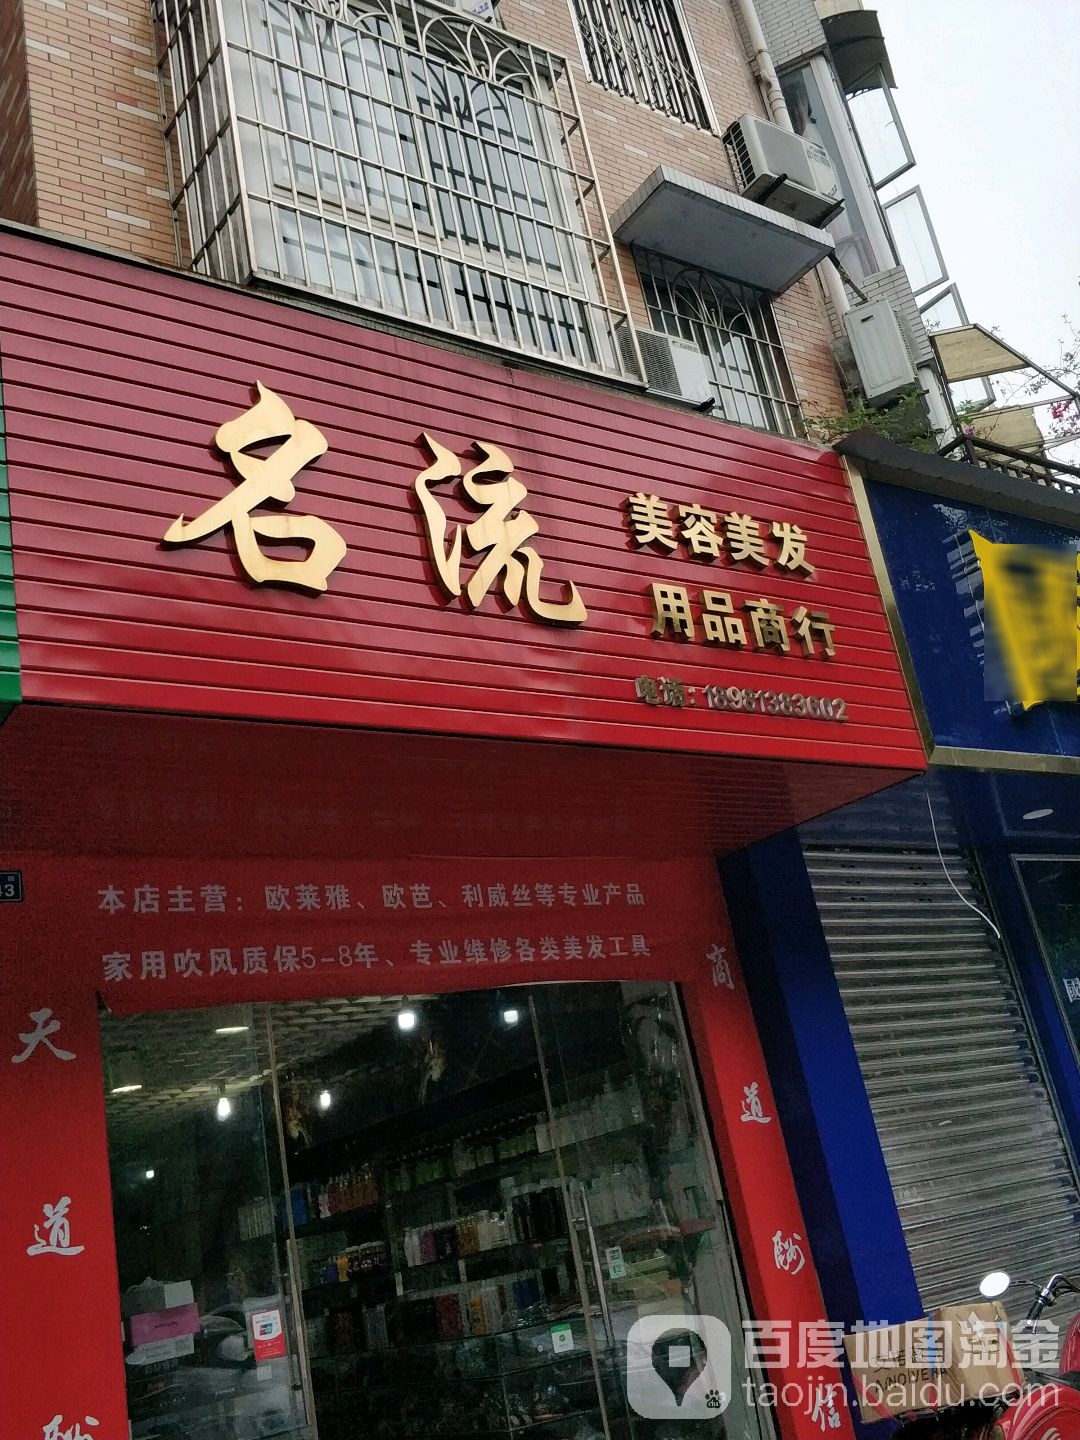 名流
美容美发
用品商行
电话:18981383602
本店主营：欧莱雅、欧芭、利威丝等专业产品
家用吹风质保5-8年、专业维修各类美发工具
天道酬
商道酬信
43
百度地图淘金
taojin.baidu.com